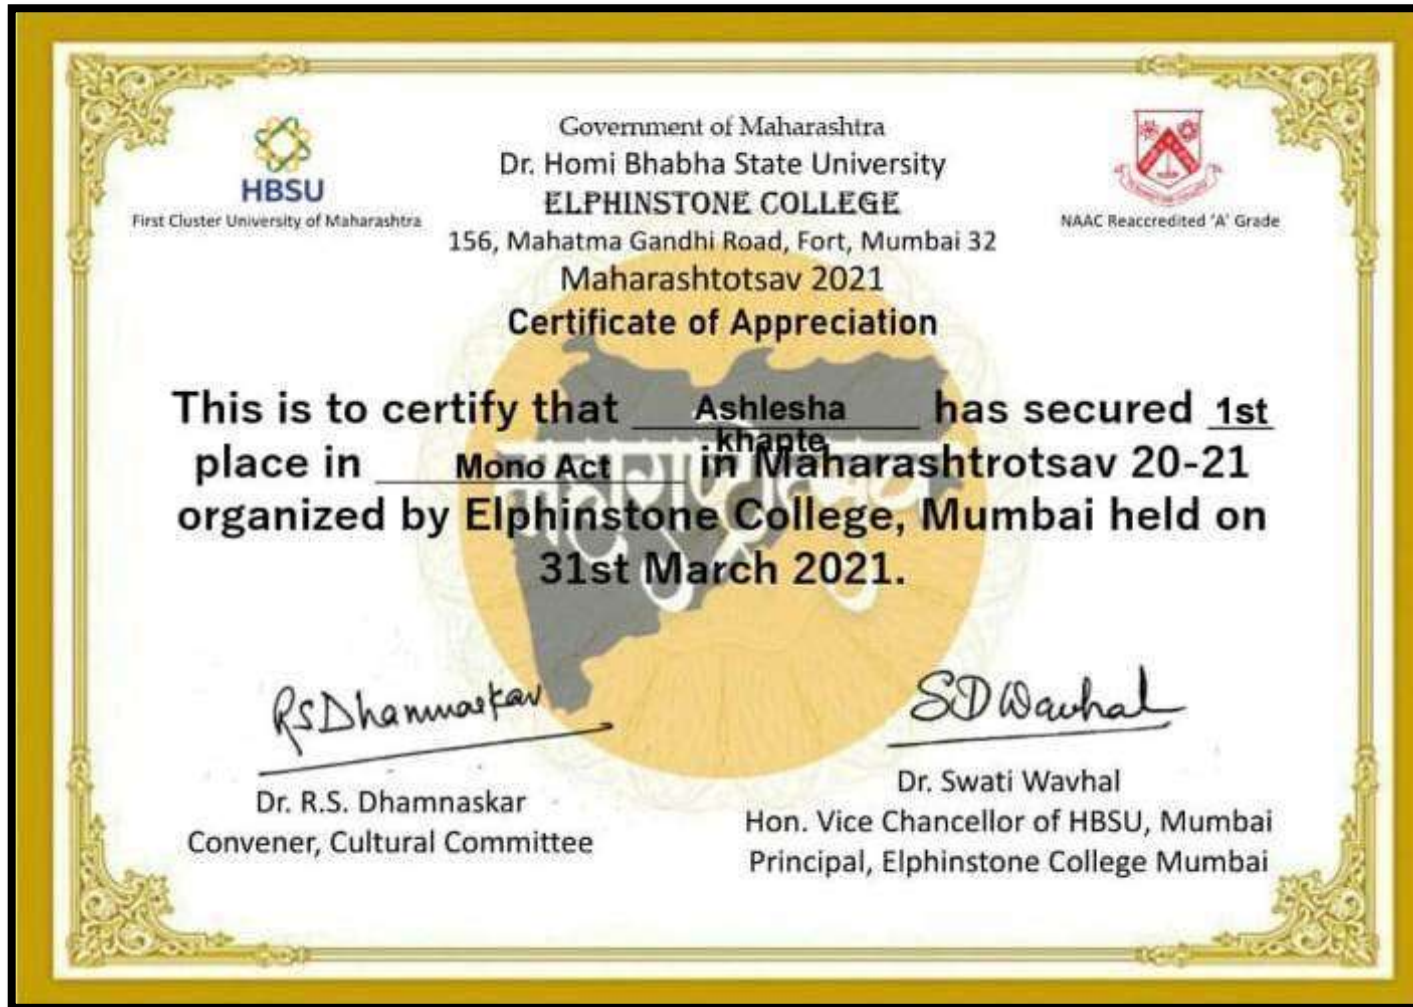 HBSU
First Cluster University of Maharashtra
Government of Maharashtra
Dr. Homi Bhabha State University
ELPHINSTONE COLLEGE
156, Mahatma Gandhi Road, Fort, Mumbai 32
Maharashtotsav 2021
Certificate of Appreciation
NAAC Reaccredited 'A' Grade
This is to certify that Ashlesha khante has secured 1st
place in Mono Act in Maharashtrotsav 20-21
organized by Elphinstone College, Mumbai held on
31st March 2021.
महाराष्ट्रोत्सव
RSDhamnaskar
Dr. R.S. Dhamnaskar
Convener, Cultural Committee
SDWavhal
Dr. Swati Wavhal
Hon. Vice Chancellor of HBSU, Mumbai
Principal, Elphinstone College Mumbai